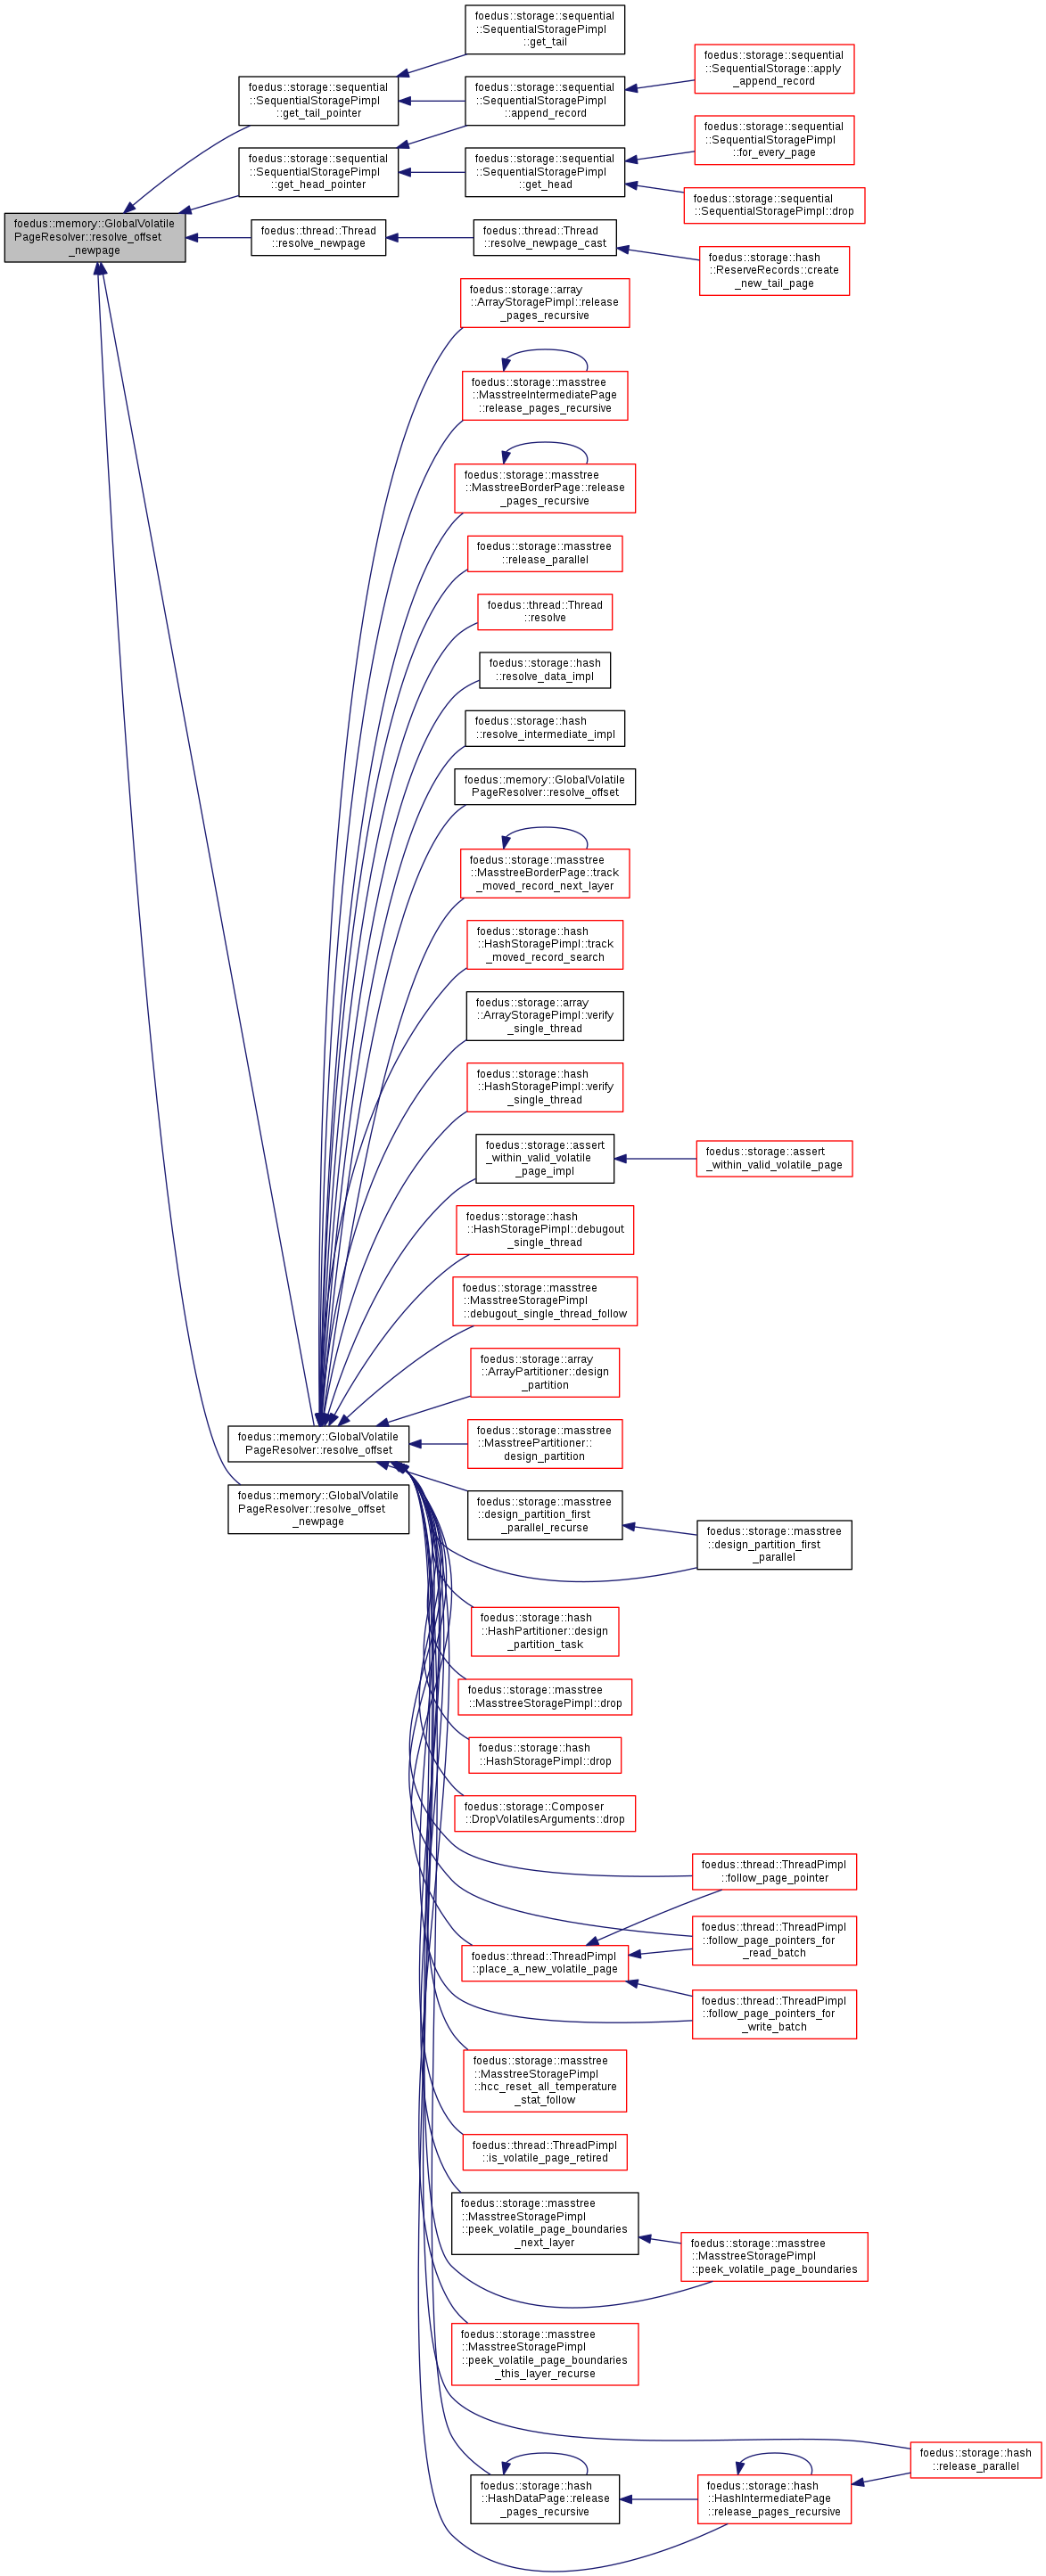 foedus::storage::sequential
::SequentialStoragePimpl
::get_tail
foedus::storage::sequential
::SequentialStorage::apply
_append_record
foedus::storage::sequential
::SequentialStoragePimpl
::get_tail_pointer
foedus::storage::sequential
::SequentialStoragePimpl
::append_record
foedus::storage::sequential
::SequentialStoragePimpl
::for_every_page
foedus::storage::sequential
::SequentialStoragePimpl
::get_head_pointer
foedus::storage::sequential
::SequentialStoragePimpl
::get_head
foedus::storage::sequential
::SequentialStoragePimpl::drop
foedus::memory::GlobalVolatile
PageResolver::resolve_offset
_newpage
foedus::thread::Thread
::resolve_newpage
foedus::thread::Thread
::resolve_newpage_cast
foedus::storage::hash
::ReserveRecords::create
_new_tail_page
foedus::storage::array
::ArrayStoragePimpl::release
_pages_recursive
foedus::storage::masstree
::MasstreeIntermediatePage
::release_pages_recursive
foedus::storage::masstree
::MasstreeBorderPage::release
_pages_recursive
foedus::storage::masstree
::release_parallel
foedus::thread::Thread
::resolve
foedus::storage::hash
::resolve_data_impl
foedus::storage::hash
::resolve_intermediate_impl
foedus::memory::GlobalVolatile
PageResolver::resolve_offset
foedus::storage::masstree
::MasstreeBorderPage::track
_moved_record_next_layer
foedus::storage::hash
::HashStoragePimpl::track
_moved_record_search
foedus::storage::array
::ArrayStoragePimpl::verify
_single_thread
foedus::storage::hash
::HashStoragePimpl::verify
_single_thread
foedus::storage::assert
_within_valid_volatile
_page_impl
foedus::storage::assert
_within_valid_volatile_page
foedus::storage::hash
::HashStoragePimpl::debugout
_single_thread
foedus::storage::masstree
::MasstreeStoragePimpl
::debugout_single_thread_follow
foedus::storage::array
::ArrayPartitioner::design
_partition
foedus::memory::GlobalVolatile
PageResolver::resolve_offset
foedus::storage::masstree
::MasstreePartitioner::
design_partition
foedus::memory::GlobalVolatile
PageResolver::resolve_offset
_newpage
foedus::storage::masstree
::design_partition_first
_parallel_recurse
foedus::storage::masstree
::design_partition_first
_parallel
foedus::storage::hash
::HashPartitioner::design
_partition_task
foedus::storage::masstree
::MasstreeStoragePimpl::drop
foedus::storage::hash
::HashStoragePimpl::drop
foedus::storage::Composer
::DropVolatilesArguments::drop
foedus::thread::ThreadPimpl
::follow_page_pointer
foedus::thread::ThreadPimpl
::follow_page_pointers_for
_read_batch
foedus::thread::ThreadPimpl
::place_a_new_volatile_page
foedus::thread::ThreadPimpl
::follow_page_pointers_for
_write_batch
foedus::storage::masstree
::MasstreeStoragePimpl
::hcc_reset_all_temperature
_stat_follow
foedus::thread::ThreadPimpl
::is_volatile_page_retired
foedus::storage::masstree
::MasstreeStoragePimpl
::peek_volatile_page_boundaries
_next_layer
foedus::storage::masstree
::MasstreeStoragePimpl
::peek_volatile_page_boundaries
foedus::storage::masstree
::MasstreeStoragePimpl
::peek_volatile_page_boundaries
_this_layer_recurse
foedus::storage::hash
::release_parallel
foedus::storage::hash
::HashDataPage::release
_pages_recursive
foedus::storage::hash
::HashIntermediatePage
::release_pages_recursive